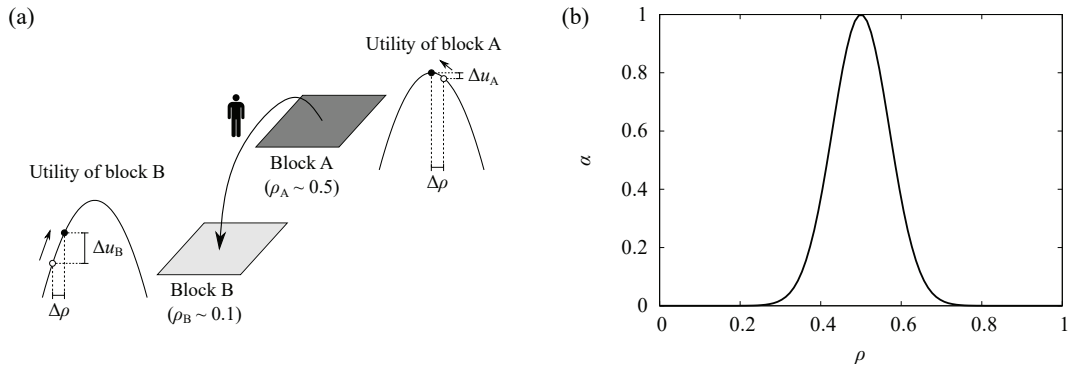 (a)
Utility of block A
Δu_A
Δρ
Block A
(ρ_A ~ 0.5)
Utility of block B
Δu_B
Δρ
Block B
(ρ_B ~ 0.1)
(b)
1
0.8
0.6
0.4
0.2
0
α
0
0.2
0.4
0.6
0.8
1
ρ